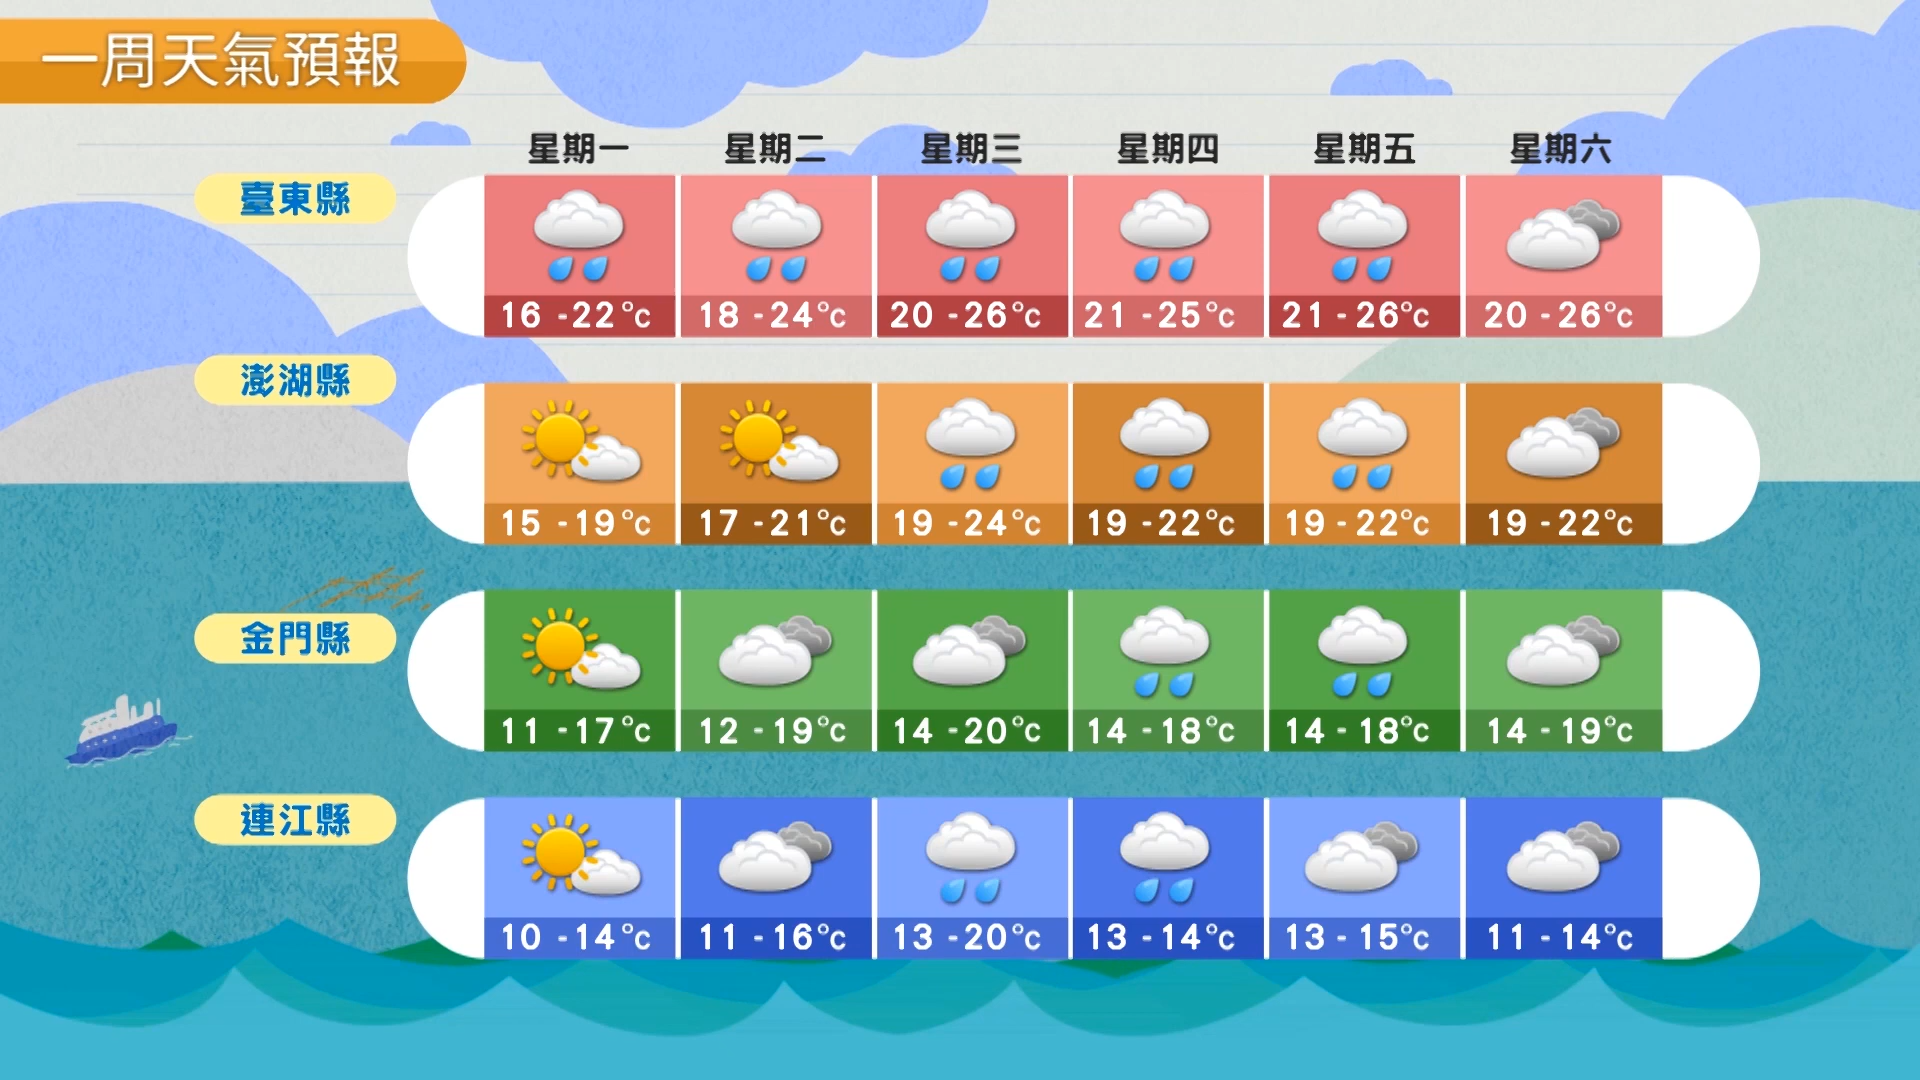 一周天氣預報
星期一 星期二 星期三 星期四 星期五 星期六
臺東縣
16 -22°C 18 -24°C 20 -26°C 21 -25°C 21 -26°C 20 -26°C
澎湖縣
15 -19°C 17 -21°C 19 -24°C 19 -22°C 19 -22°C 19 -22°C
金門縣
11 -17°C 12 -19°C 14 -20°C 14 -18°C 14 -18°C 14 -19°C
連江縣
10 -14°C 11 -16°C 13 -20°C 13 -14°C 13 -15°C 11 -14°C